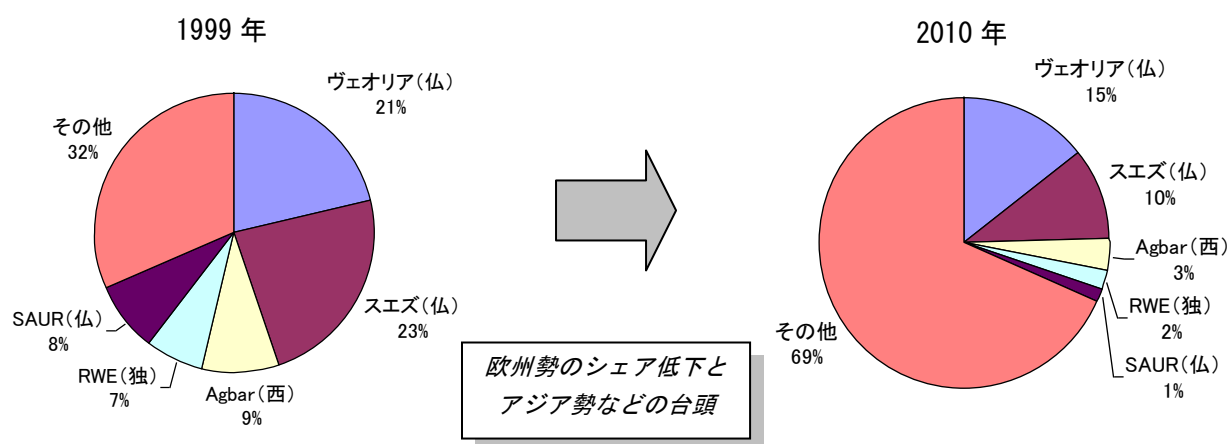 1999 年
ヴェオリア(仏)
21%
スエズ(仏)
23%
Agbar(西)
9%
RWE(独)
7%
SAUR(仏)
8%
その他
32%
欧州勢のシェア低下と
アジア勢などの台頭
2010 年
ヴェオリア(仏)
15%
スエズ(仏)
10%
Agbar(西)
3%
RWE(独)
2%
SAUR(仏)
1%
その他
69%